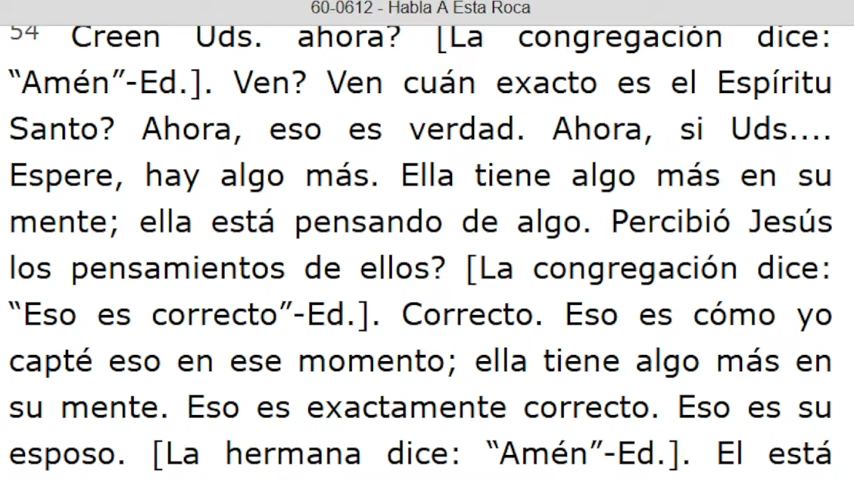 60-0612 - Habla A Esta Roca
54 Creen Uds. ahora? [La congregación dice:
“Amén”-Ed.]. Ven? Ven cuán exacto es el Espíritu
Santo? Ahora, eso es verdad. Ahora, si Uds....
Espere, hay algo más. Ella tiene algo más en su
mente; ella está pensando de algo. Percibió Jesús
los pensamientos de ellos? [La congregación dice:
“Eso es correcto”-Ed.]. Correcto. Eso es cómo yo
capté eso en ese momento; ella tiene algo más en
su mente. Eso es exactamente correcto. Eso es su
esposo. [La hermana dice: “Amén”-Ed.]. El está